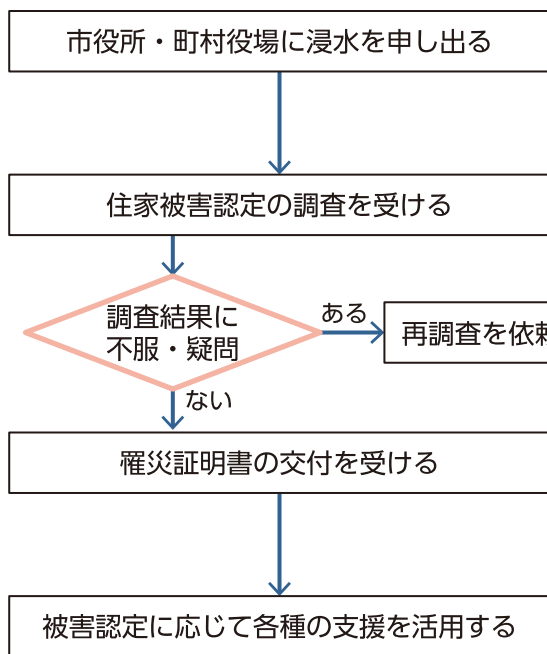 市役所・町村役場に浸水を申し出る
住家被害認定の調査を受ける
調査結果に
不服・疑問
ある
再調査を依頼
ない
罹災証明書の交付を受ける
被害認定に応じて各種の支援を活用する